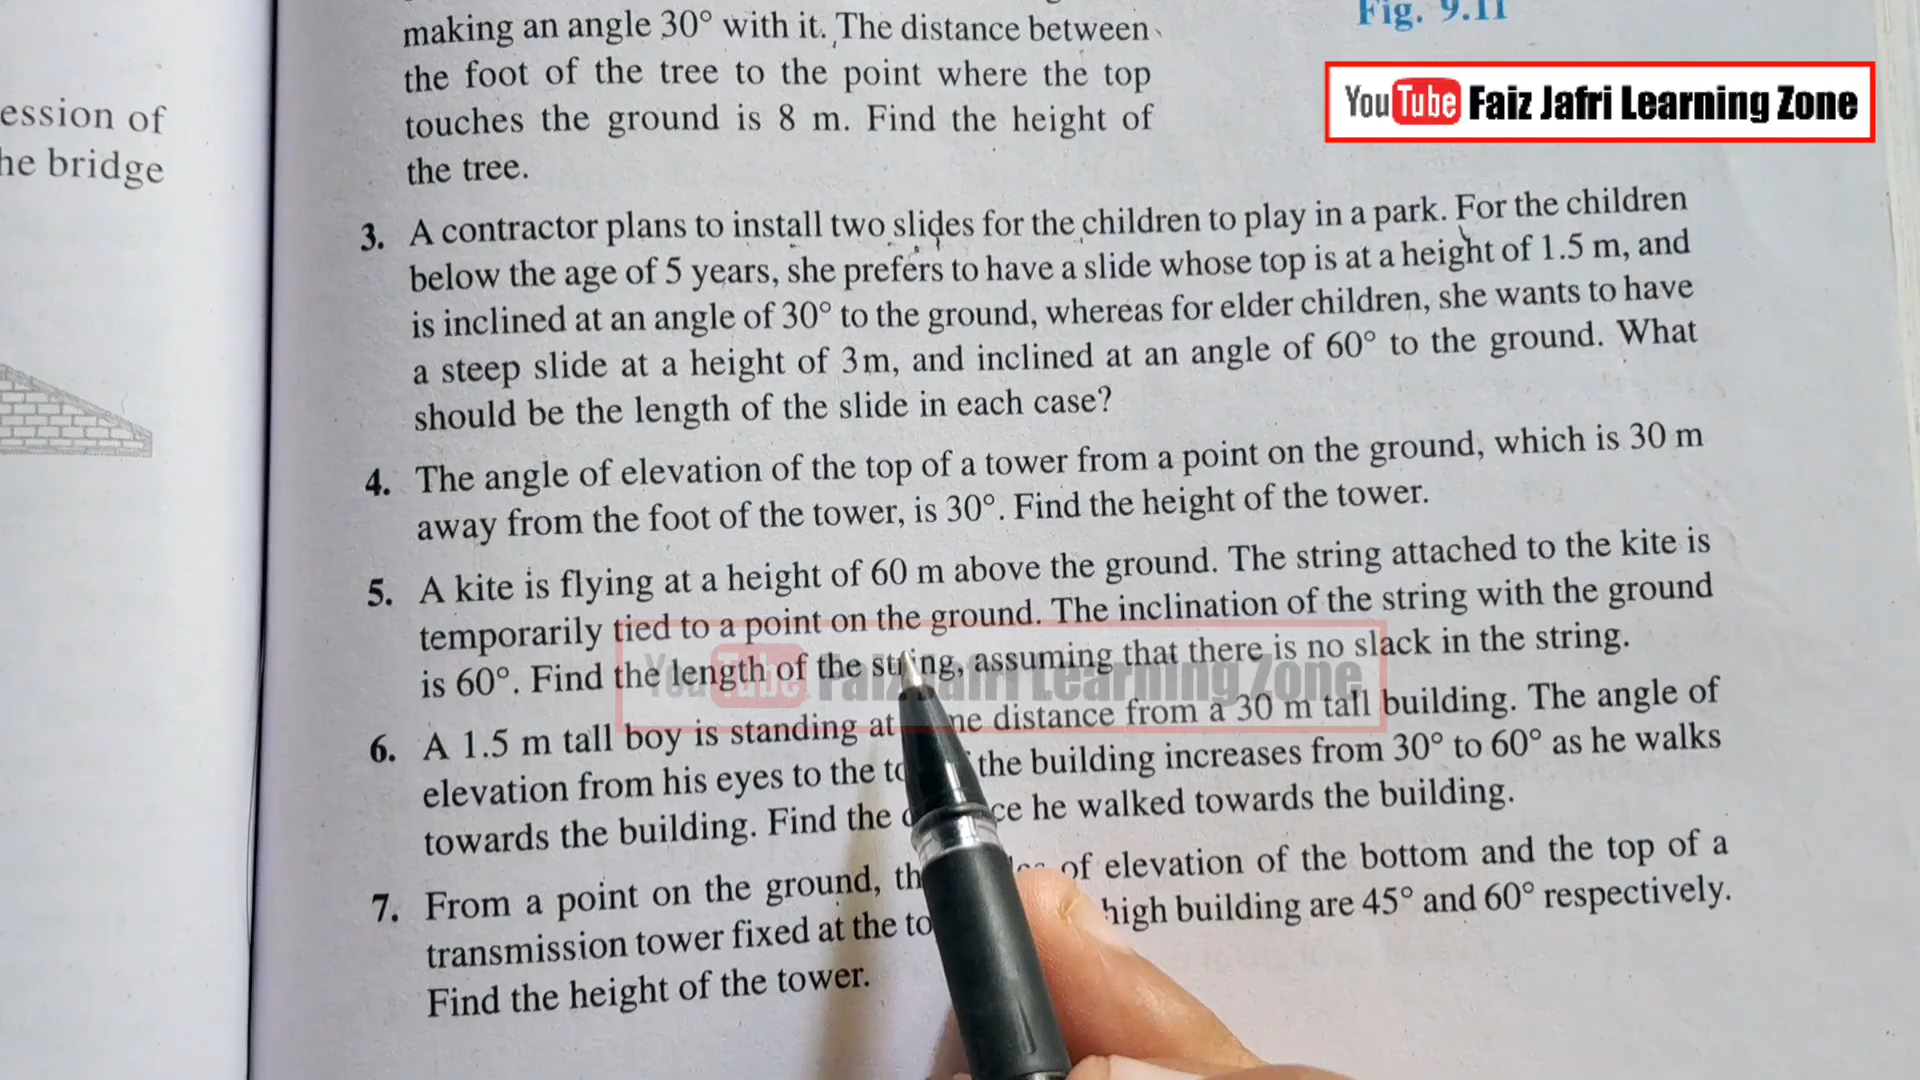 ession of
he bridge
making an angle 30° with it. The distance between
the foot of the tree to the point where the top
touches the ground is 8 m. Find the height of
the tree.
Fig. 9.11
YouTube Faiz Jafri Learning Zone
3. A contractor plans to install two slides for the children to play in a park. For the children
below the age of 5 years, she prefers to have a slide whose top is at a height of 1.5 m, and
is inclined at an angle of 30° to the ground, whereas for elder children, she wants to have
a steep slide at a height of 3m, and inclined at an angle of 60° to the ground. What
should be the length of the slide in each case?
4. The angle of elevation of the top of a tower from a point on the ground, which is 30 m
away from the foot of the tower, is 30°. Find the height of the tower.
5. A kite is flying at a height of 60 m above the ground. The string attached to the kite is
temporarily tied to a point on the ground. The inclination of the string with the ground
is 60°. Find the length of the string, assuming that there is no slack in the string.
YouTube Faiz Jafri Learning Zone
6. A 1.5 m tall boy is standing at me distance from a 30 m tall building. The angle of
elevation from his eyes to the to the building increases from 30° to 60° as he walks
towards the building. Find the ce he walked towards the building.
7. From a point on the ground, th of elevation of the bottom and the top of a
transmission tower fixed at the to high building are 45° and 60° respectively.
Find the height of the tower.